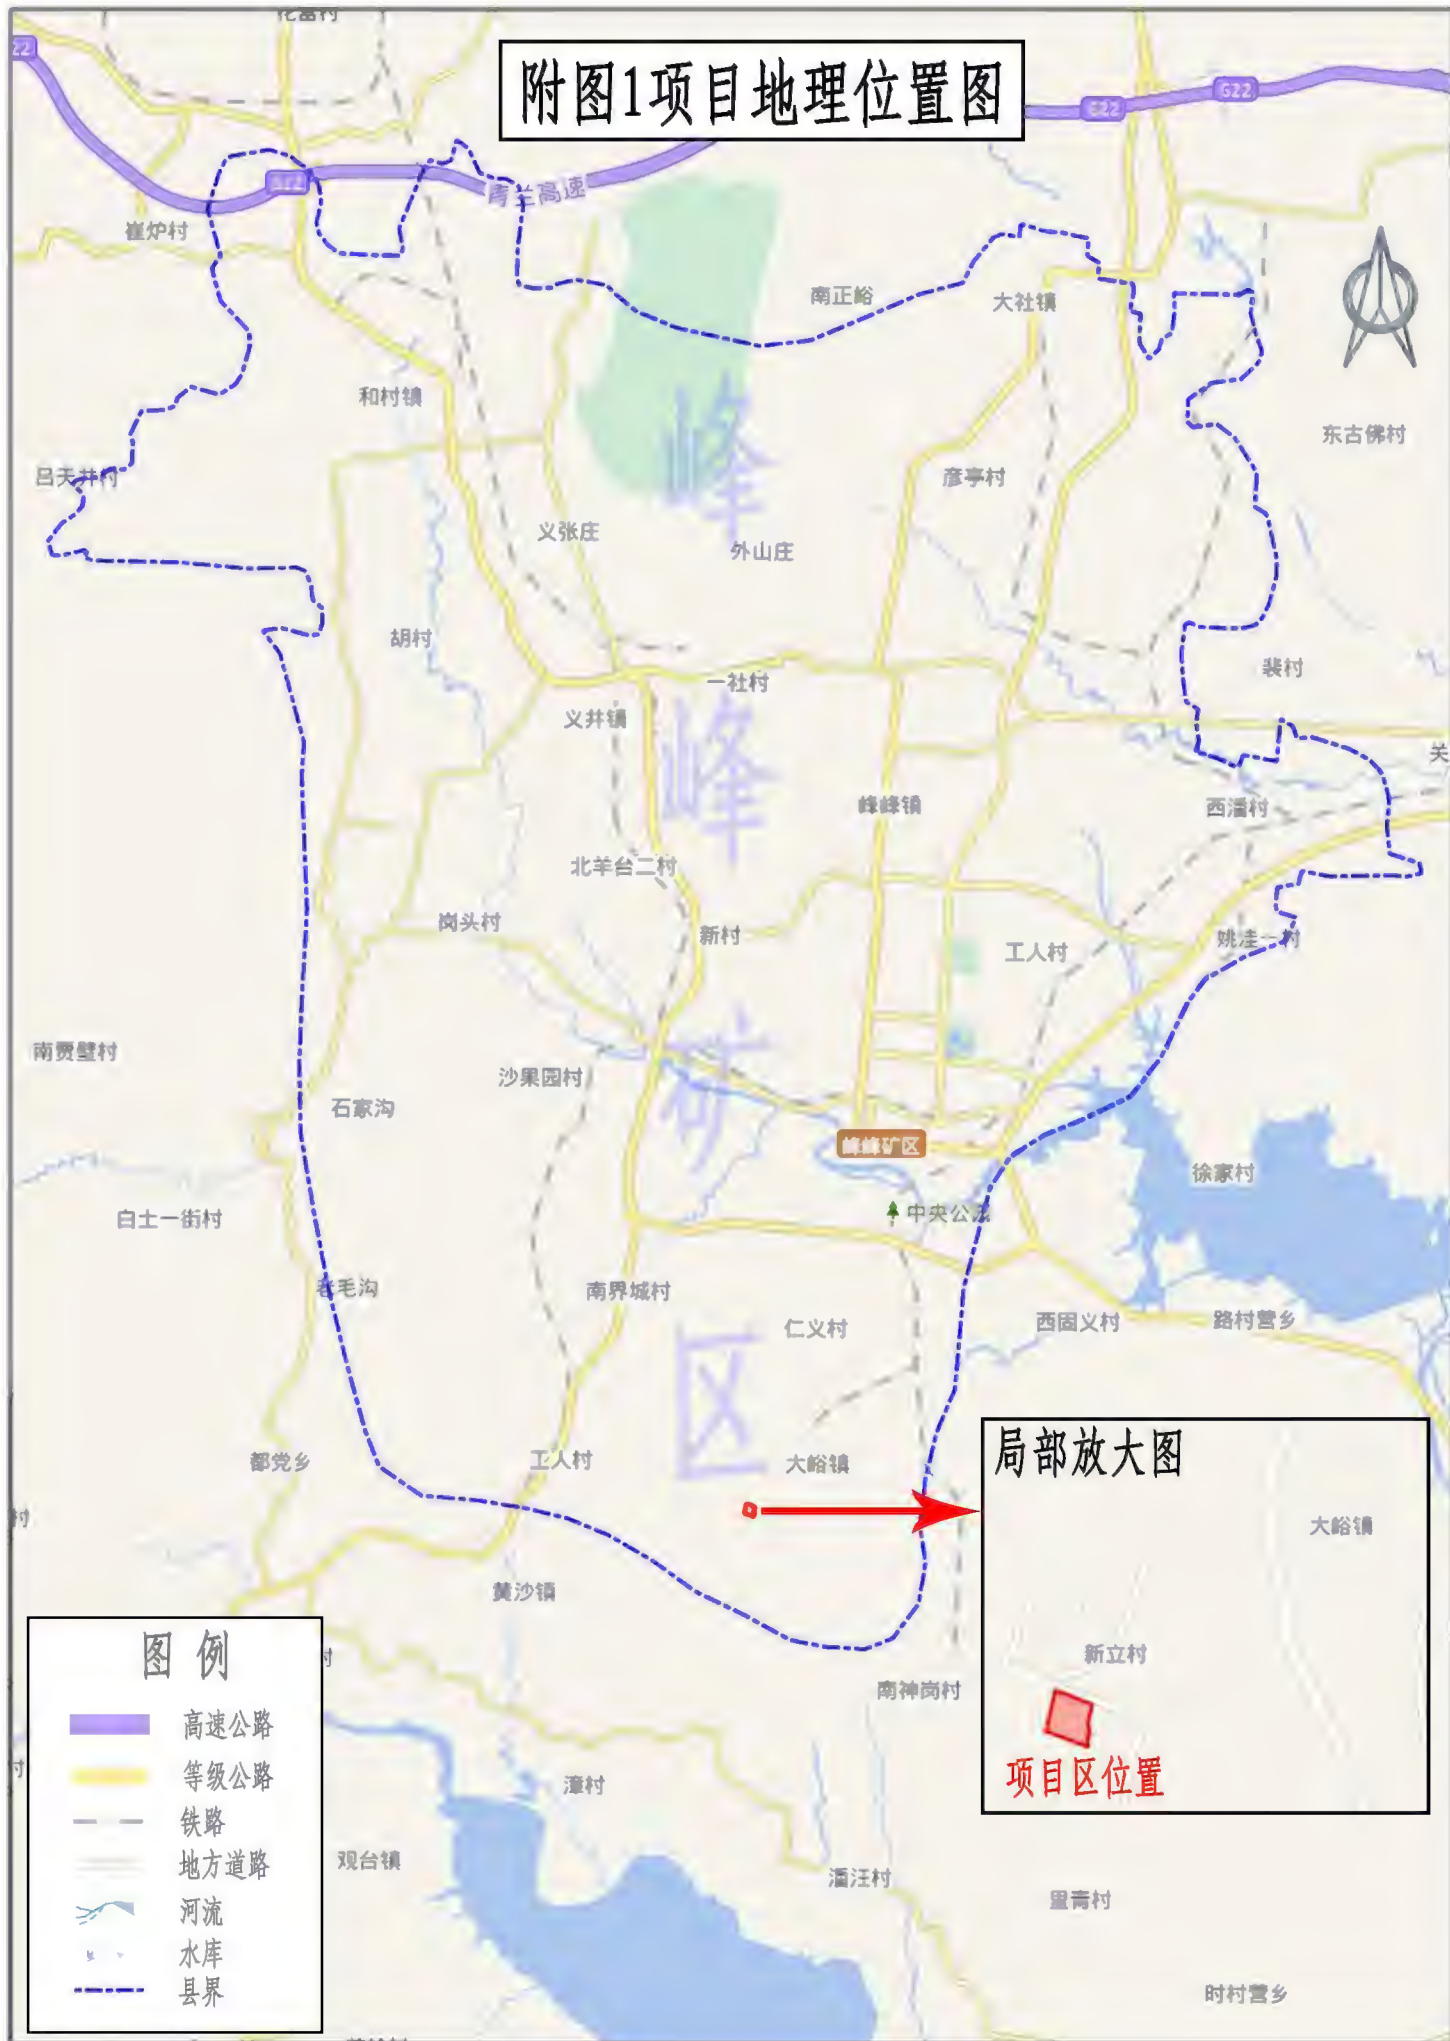 附图1项目地理位置图
G22
G22
青兰高速
崔炉村
南正峪
大社镇
和村镇
东古佛村
吕天井村
彦亭村
义张庄
外山庄
胡村
一社村
裴村
义井镇
关
峰峰镇
西潘村
北羊台二村
岗头村
新村
工人村
姚洼一村
南贾壁村
沙果园村
石家沟
峰峰矿区
徐家村
白土一街村
中央公园
老毛沟
南界城村
仁义村
西固义村
路村营乡
峰
峰
矿
区
都党乡
工人村
大峪镇
局部放大图
大峪镇
新立村
项目区位置
村
黄沙镇
村
南神岗村
漳村
观台镇
湎汪村
里青村
时村营乡
图例
高速公路
等级公路
铁路
地方道路
河流
水库
县界